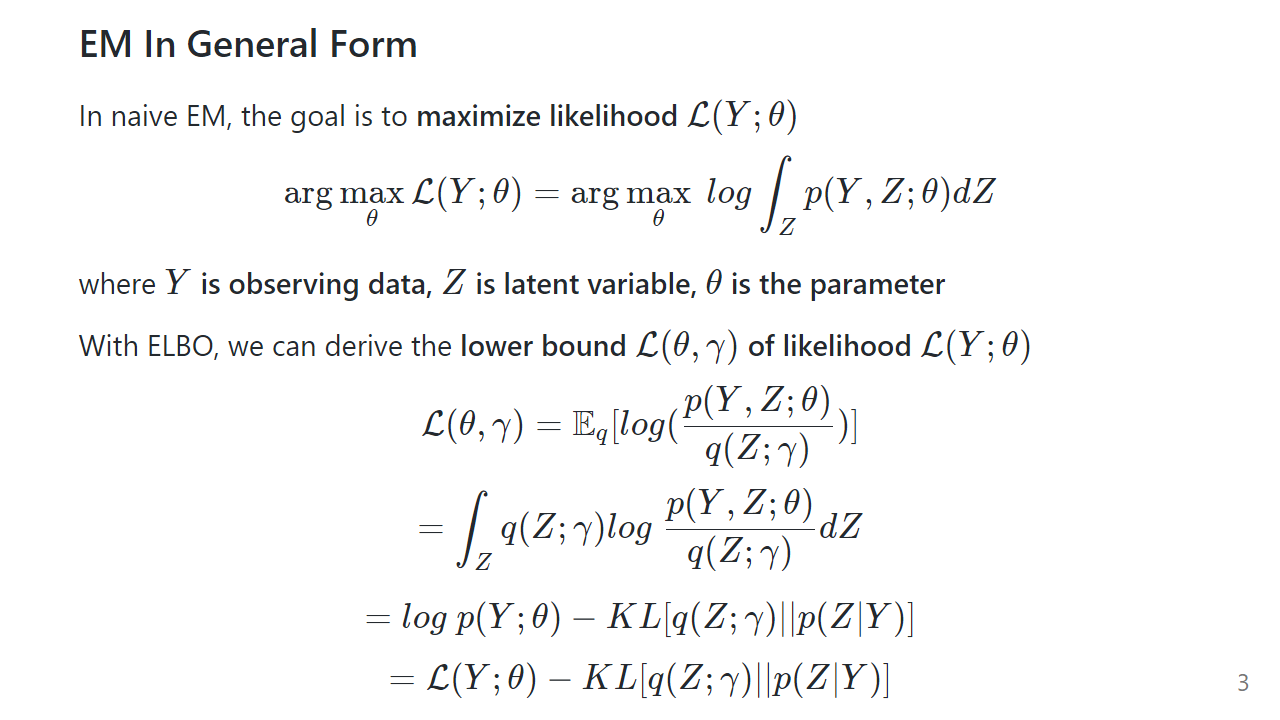 EM In General Form
In naive EM, the goal is to maximize likelihood ℒ(Y; θ)
arg max_θ ℒ(Y; θ) = arg max_θ log ∫_Z p(Y, Z; θ)dZ
where Y is observing data, Z is latent variable, θ is the parameter
With ELBO, we can derive the lower bound ℒ(θ, γ) of likelihood ℒ(Y; θ)
ℒ(θ, γ) = 𝔼_q[log(\frac{p(Y, Z; θ)}{q(Z; γ)})]
= ∫_Z q(Z; γ)log \frac{p(Y, Z; θ)}{q(Z; γ)} dZ
= log p(Y; θ) − KL[q(Z; γ)||p(Z|Y)]
= ℒ(Y; θ) − KL[q(Z; γ)||p(Z|Y)]
3